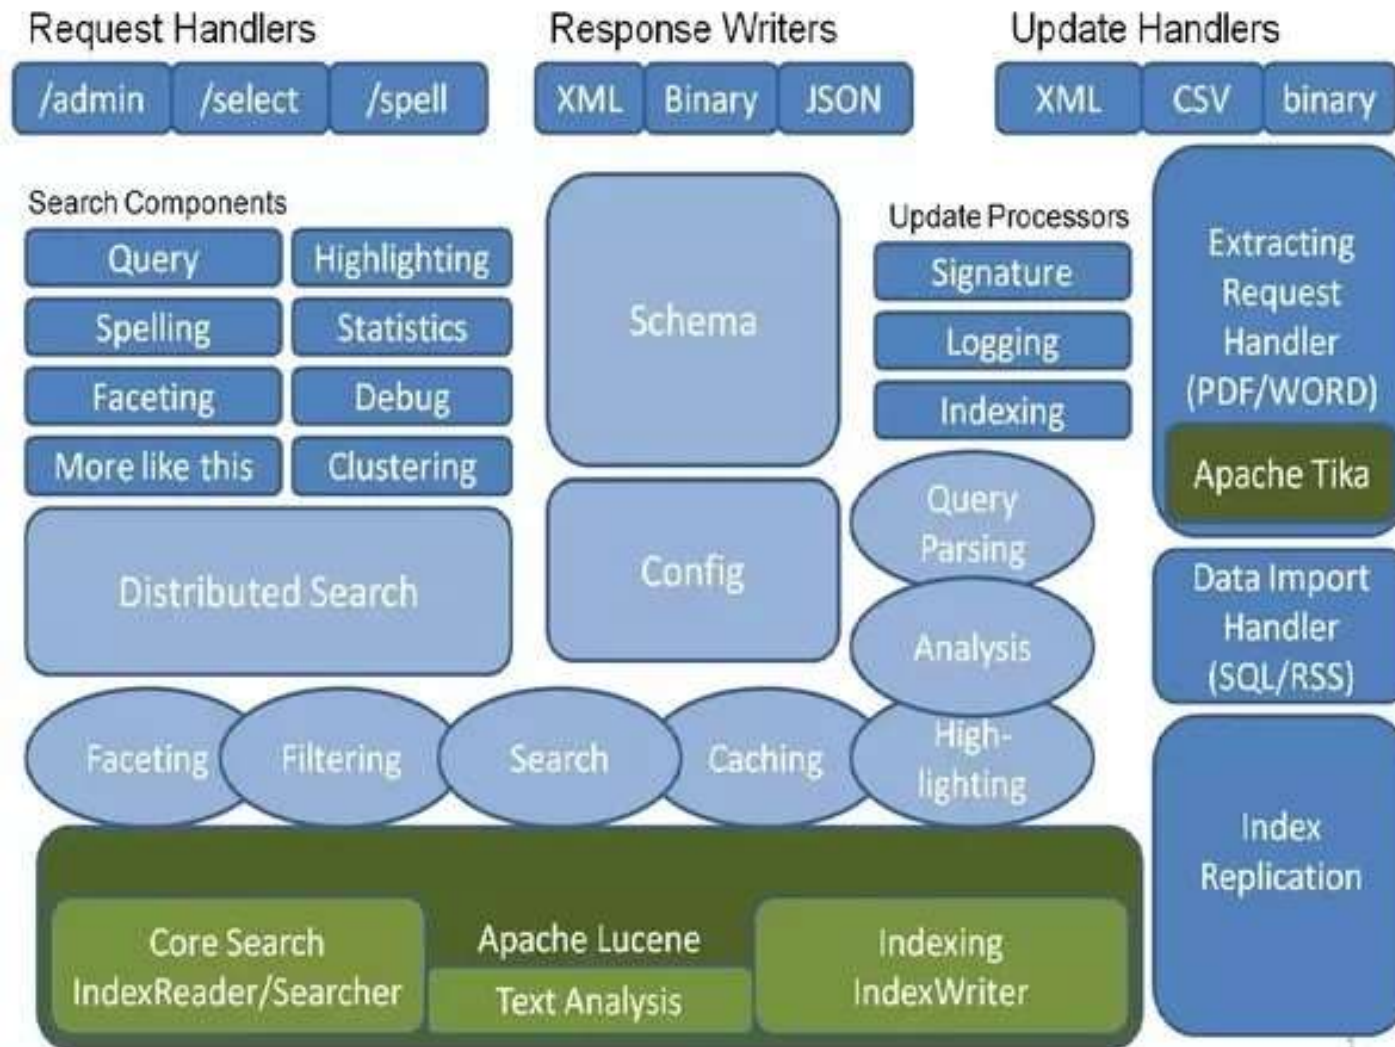 Request Handlers
/admin /select /spell
Response Writers
XML Binary JSON
Update Handlers
XML CSV binary
Search Components
Query Highlighting
Spelling Statistics
Faceting Debug
More like this Clustering
Distributed Search
Schema
Config
Update Processors
Signature
Logging
Indexing
Query
Parsing
Analysis
High-
lighting
Faceting Filtering Search Caching
Extracting
Request
Handler
(PDF/WORD)
Apache Tika
Data Import
Handler
(SQL/RSS)
Index
Replication
Core Search
IndexReader/Searcher
Apache Lucene
Text Analysis
Indexing
IndexWriter